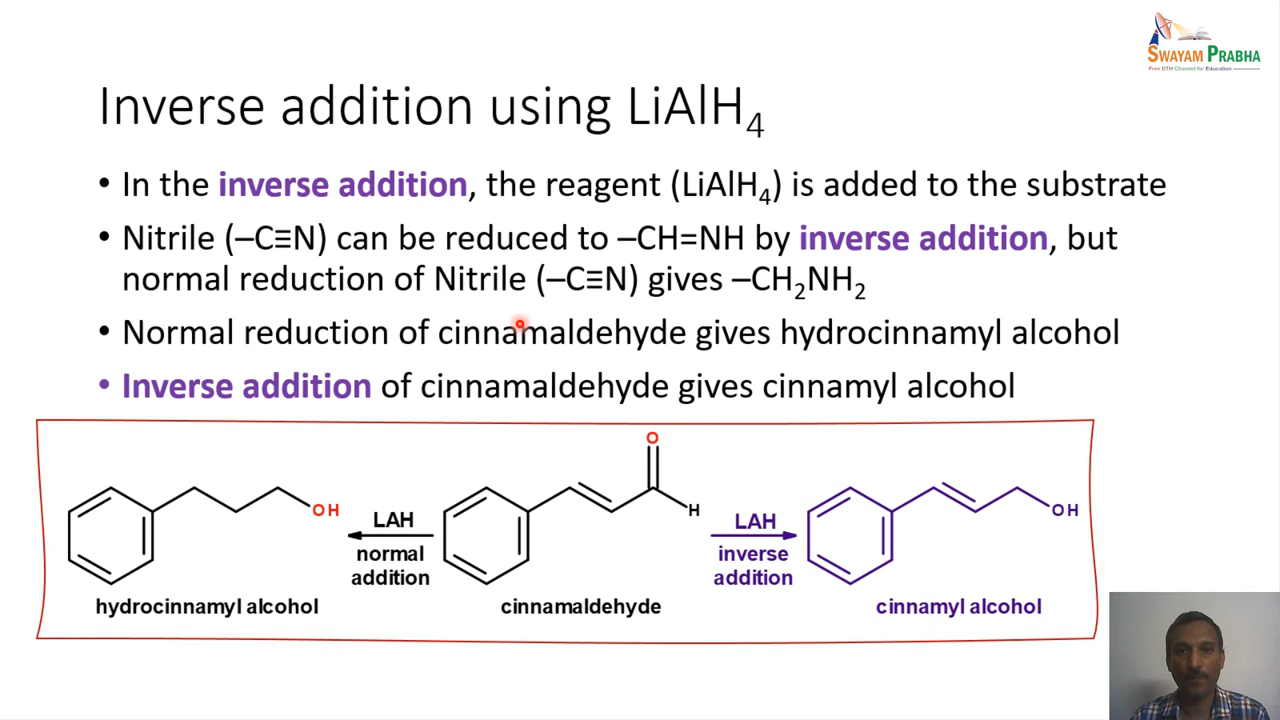 SWAYAM PRABHA
Free DTH Channel for Education
Inverse addition using LiAlH₄
• In the inverse addition, the reagent (LiAlH₄) is added to the substrate
• Nitrile (–C≡N) can be reduced to –CH=NH by inverse addition, but
normal reduction of Nitrile (–C≡N) gives –CH₂NH₂
• Normal reduction of cinnamaldehyde gives hydrocinnamyl alcohol
• Inverse addition of cinnamaldehyde gives cinnamyl alcohol
O
OH
LAH
normal
addition
H
LAH
inverse
addition
OH
hydrocinnamyl alcohol
cinnamaldehyde
cinnamyl alcohol